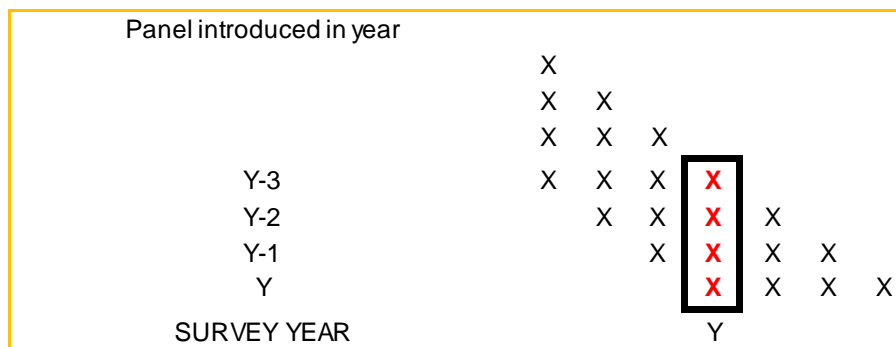 Panel introduced in year
X
X X
X X X
Y-3 X X X X
Y-2 X X X X
Y-1 X X X X
Y X X X X
SURVEY YEAR Y